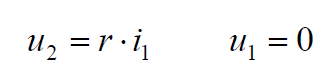 u₂ = r · i₁    u₁ = 0